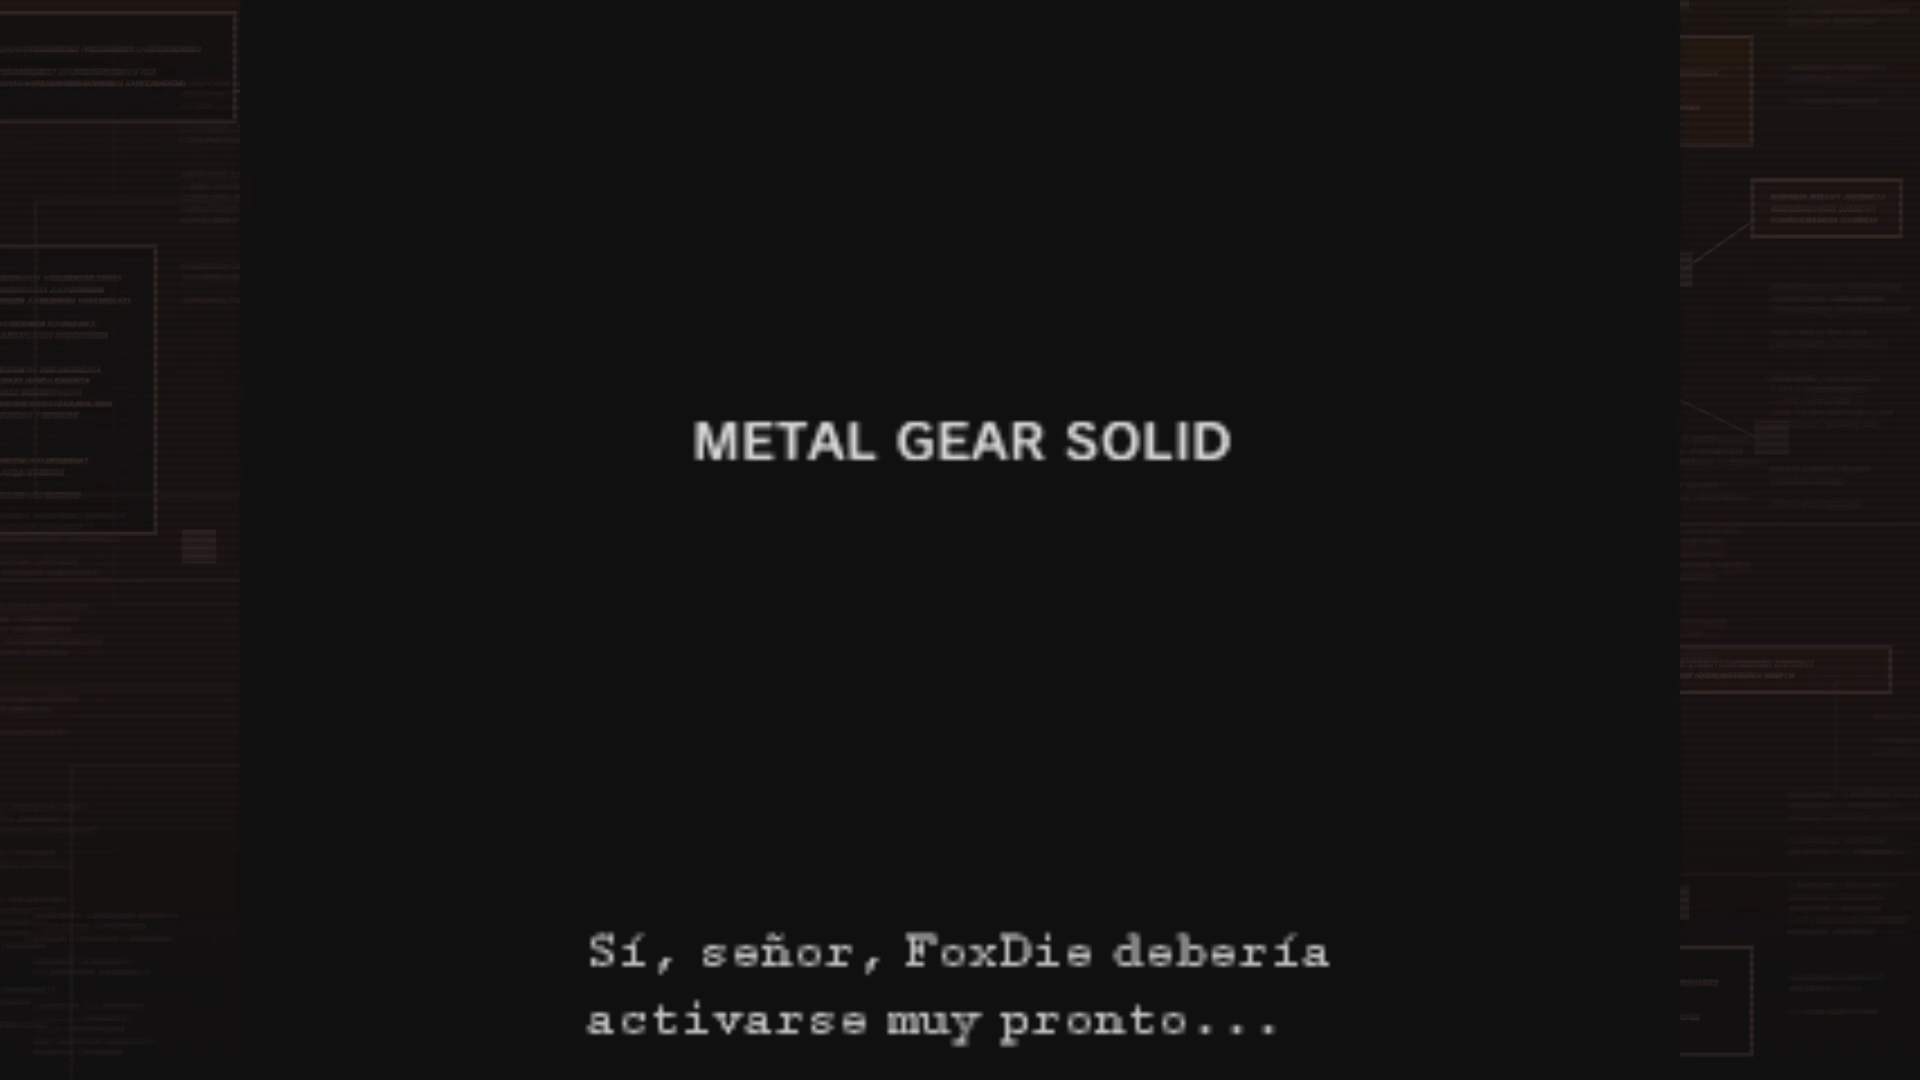 METAL GEAR SOLID
Sí, señor, FoxDie debería
activarse muy pronto...